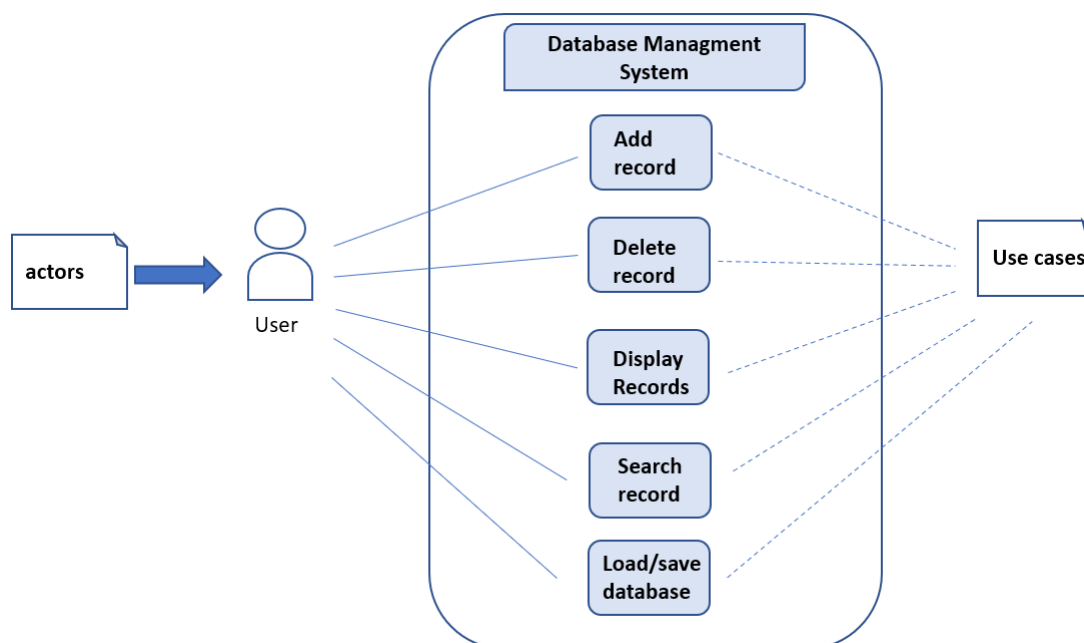 Database Managment
System
Add
record
Delete
record
actors
Use cases
User
Display
Records
Search
record
Load/save
database